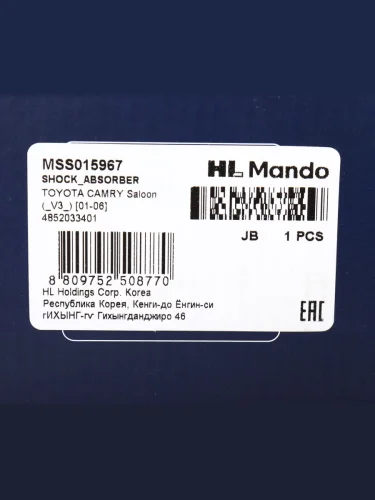 MSS015967
SHOCK_ABSORBER
TOYOTA CAMRY Saloon
(_V3_) [01-06]
4852033401
HL Mando
JB 1 PCS
8 809752 508770
HL Holdings Corp. Korea
Республика Корея, Кенги-до Ёнгин-си
гИХЫНГ-гv Гихынгданджиро 46
EAC